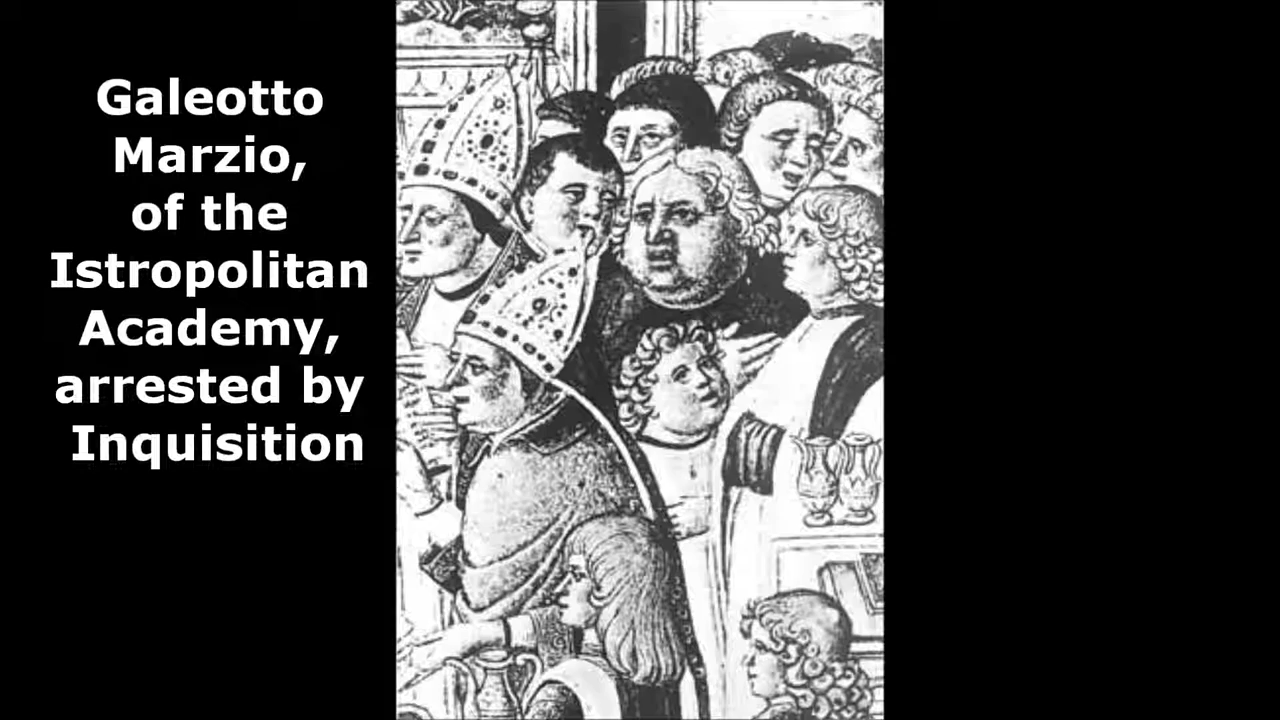 Galeotto
Marzio,
of the
Istropolitan
Academy,
arrested by
Inquisition